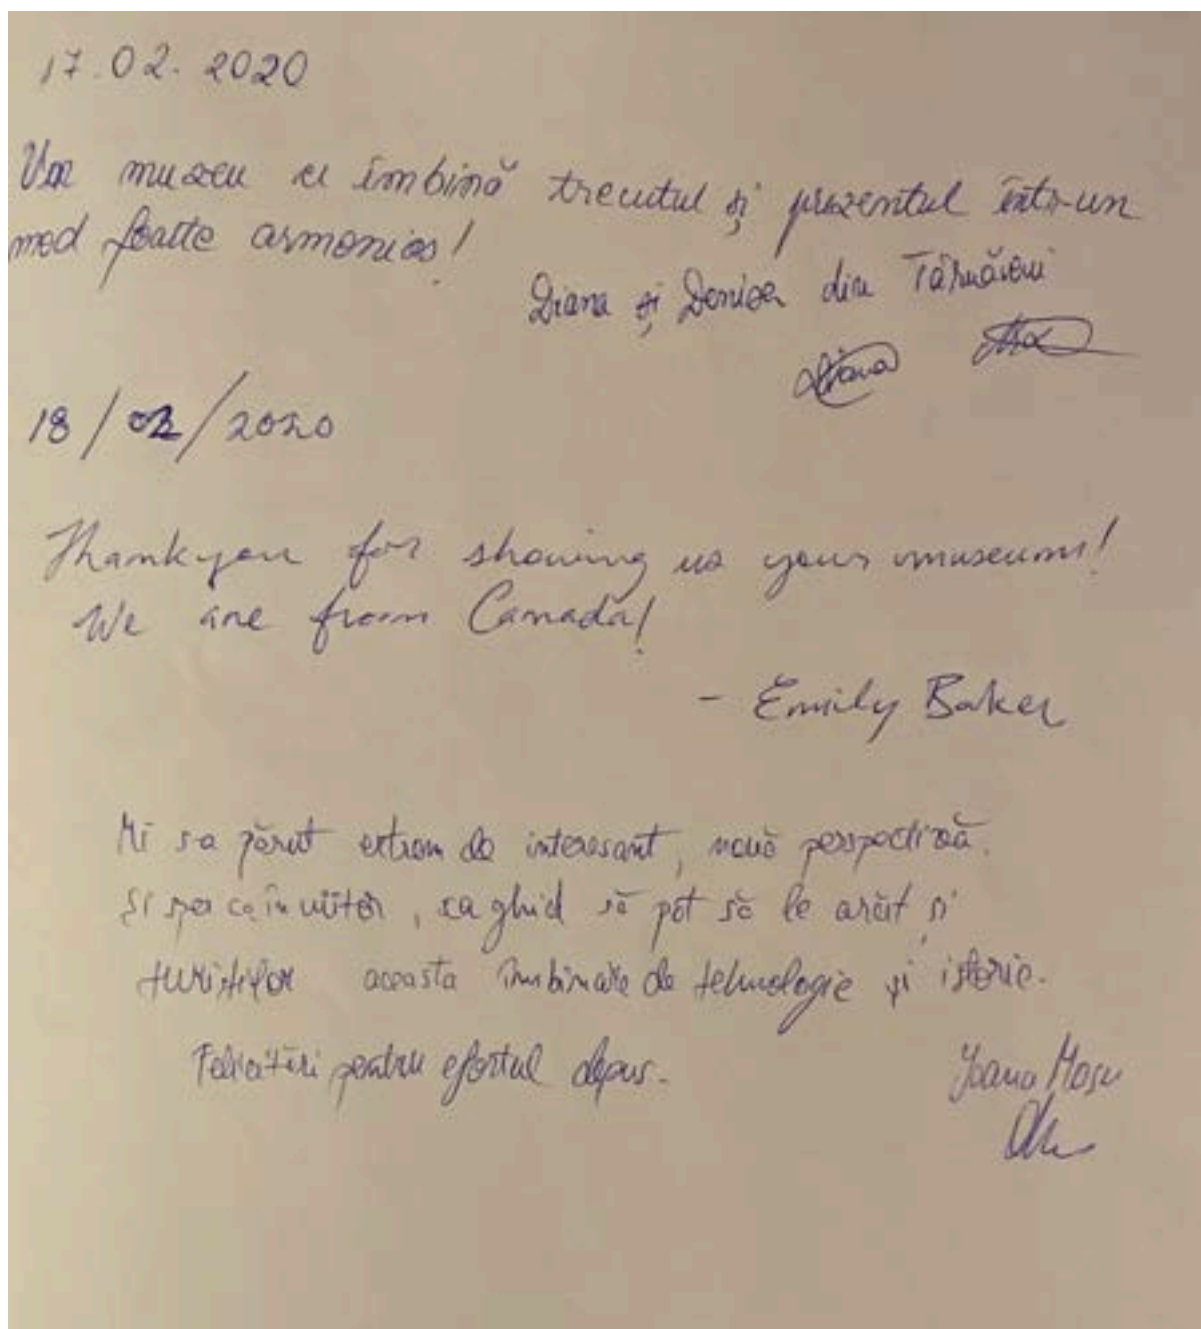 17.02.2020
Un muzeu ce îmbină trecutul și prezentul într-un
mod foarte armonios!
Diana și Denisa din Târnăveni
Diana
18/02/2020
Thank you for showing us your museum!
We are from Canada!
- Emily Baker
Mi s-a părut extrem de interesant, nouă perspectivă.
Și sper ca în viitor, ca ghid să pot să le arăt și
turiștilor aceasta îmbinare de tehnologie și istorie.
Felicitări pentru efortul depus.
Ioana Moșu